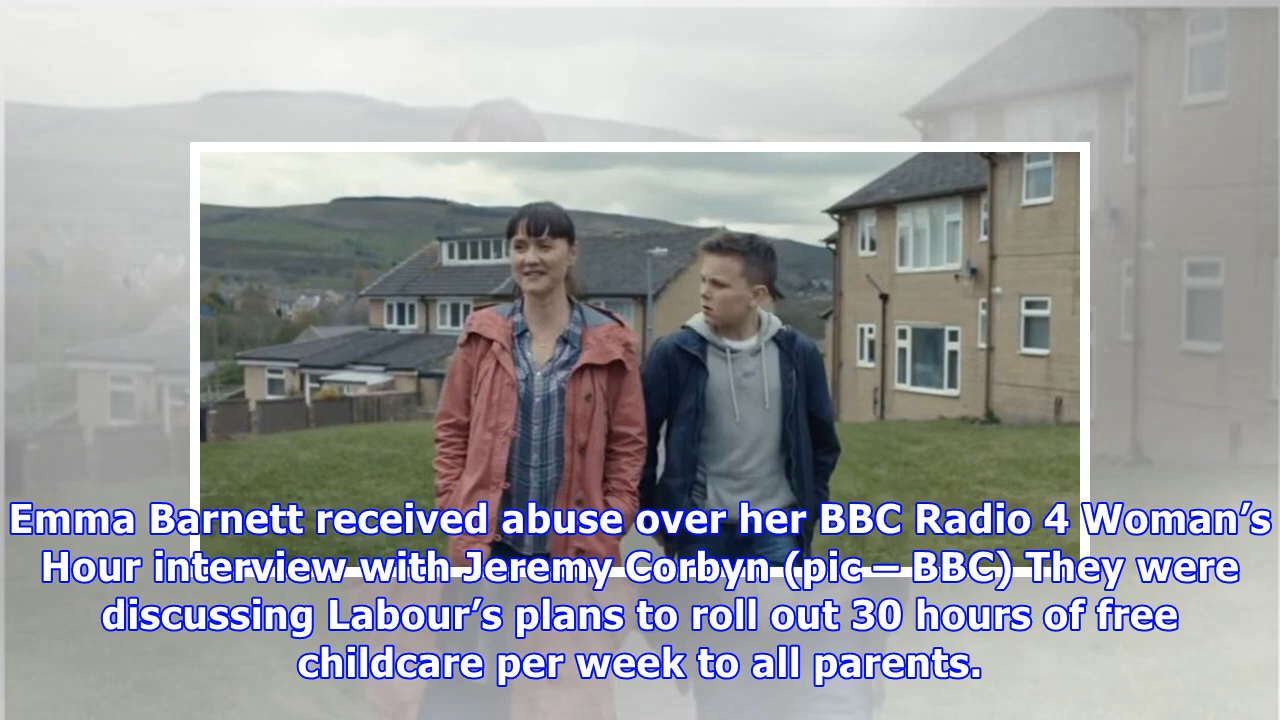 Emma Barnett received abuse over her BBC Radio 4 Woman’s
Hour interview with Jeremy Corbyn (pic — BBC) They were
discussing Labour’s plans to roll out 30 hours of free
childcare per week to all parents.